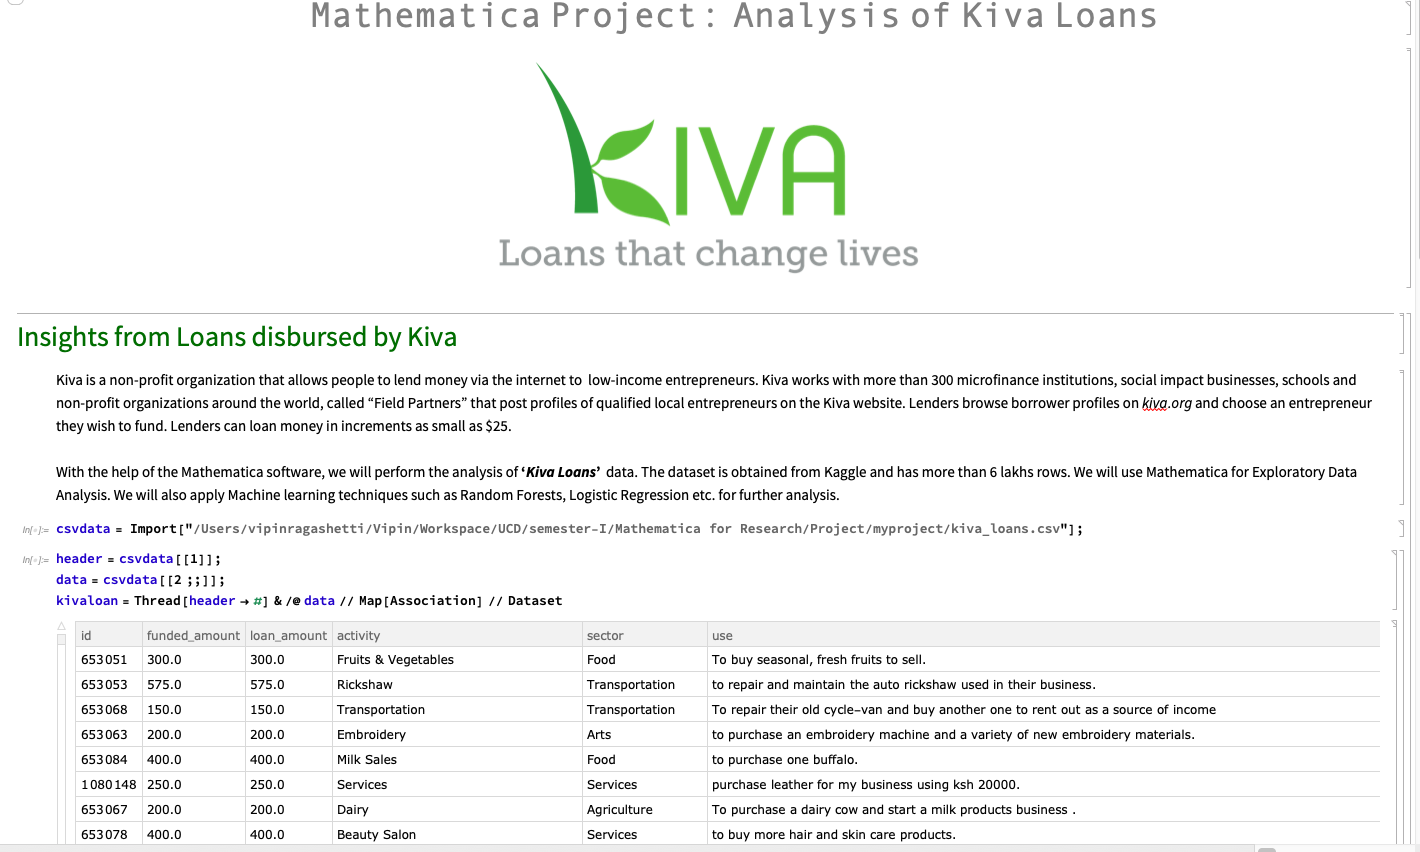 Mathematica Project: Analysis of Kiva Loans
KIVA
Loans that change lives
Insights from Loans disbursed by Kiva
Kiva is a non-profit organization that allows people to lend money via the internet to low-income entrepreneurs. Kiva works with more than 300 microfinance institutions, social impact businesses, schools and
non-profit organizations around the world, called “Field Partners” that post profiles of qualified local entrepreneurs on the Kiva website. Lenders browse borrower profiles on kiva.org and choose an entrepreneur
they wish to fund. Lenders can loan money in increments as small as $25.
With the help of the Mathematica software, we will perform the analysis of ‘Kiva Loans’ data. The dataset is obtained from Kaggle and has more than 6 lakhs rows. We will use Mathematica for Exploratory Data
Analysis. We will also apply Machine learning techniques such as Random Forests, Logistic Regression etc. for further analysis.
In[•]:= csvdata = Import["/Users/vipinragashetti/Vipin/Workspace/UCD/semester-I/Mathematica for Research/Project/myproject/kiva_loans.csv"];
In[•]:= header = csvdata[[1]];
data = csvdata[[2 ;;]];
kivaloan = Thread[header → #] & /@ data // Map[Association] // Dataset
id funded_amount loan_amount activity sector use
653051 300.0 300.0 Fruits & Vegetables Food To buy seasonal, fresh fruits to sell.
653053 575.0 575.0 Rickshaw Transportation to repair and maintain the auto rickshaw used in their business.
653068 150.0 150.0 Transportation Transportation To repair their old cycle-van and buy another one to rent out as a source of income
653063 200.0 200.0 Embroidery Arts to purchase an embroidery machine and a variety of new embroidery materials.
653084 400.0 400.0 Milk Sales Food to purchase one buffalo.
1080148 250.0 250.0 Services Services purchase leather for my business using ksh 20000.
653067 200.0 200.0 Dairy Agriculture To purchase a dairy cow and start a milk products business .
653078 400.0 400.0 Beauty Salon Services to buy more hair and skin care products.